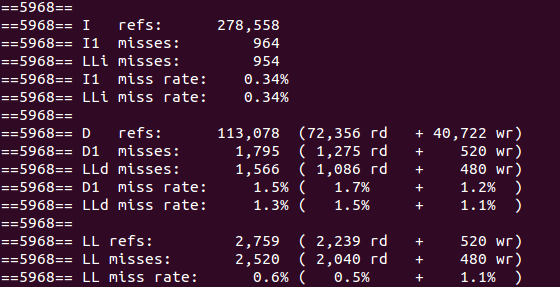 ==5968==
==5968== I   refs:      278,558
==5968== I1  misses:        964
==5968== LLi misses:        954
==5968== I1  miss rate:    0.34%
==5968== LLi miss rate:    0.34%
==5968==
==5968== D   refs:      113,078  (72,356 rd   + 40,722 wr)
==5968== D1  misses:      1,795  ( 1,275 rd   +    520 wr)
==5968== LLd misses:      1,566  ( 1,086 rd   +    480 wr)
==5968== D1  miss rate:     1.5% (   1.7%     +    1.2%  )
==5968== LLd miss rate:     1.3% (   1.5%     +    1.1%  )
==5968==
==5968== LL refs:         2,759  ( 2,239 rd   +    520 wr)
==5968== LL misses:       2,520  ( 2,040 rd   +    480 wr)
==5968== LL miss rate:      0.6% (   0.5%     +    1.1%  )